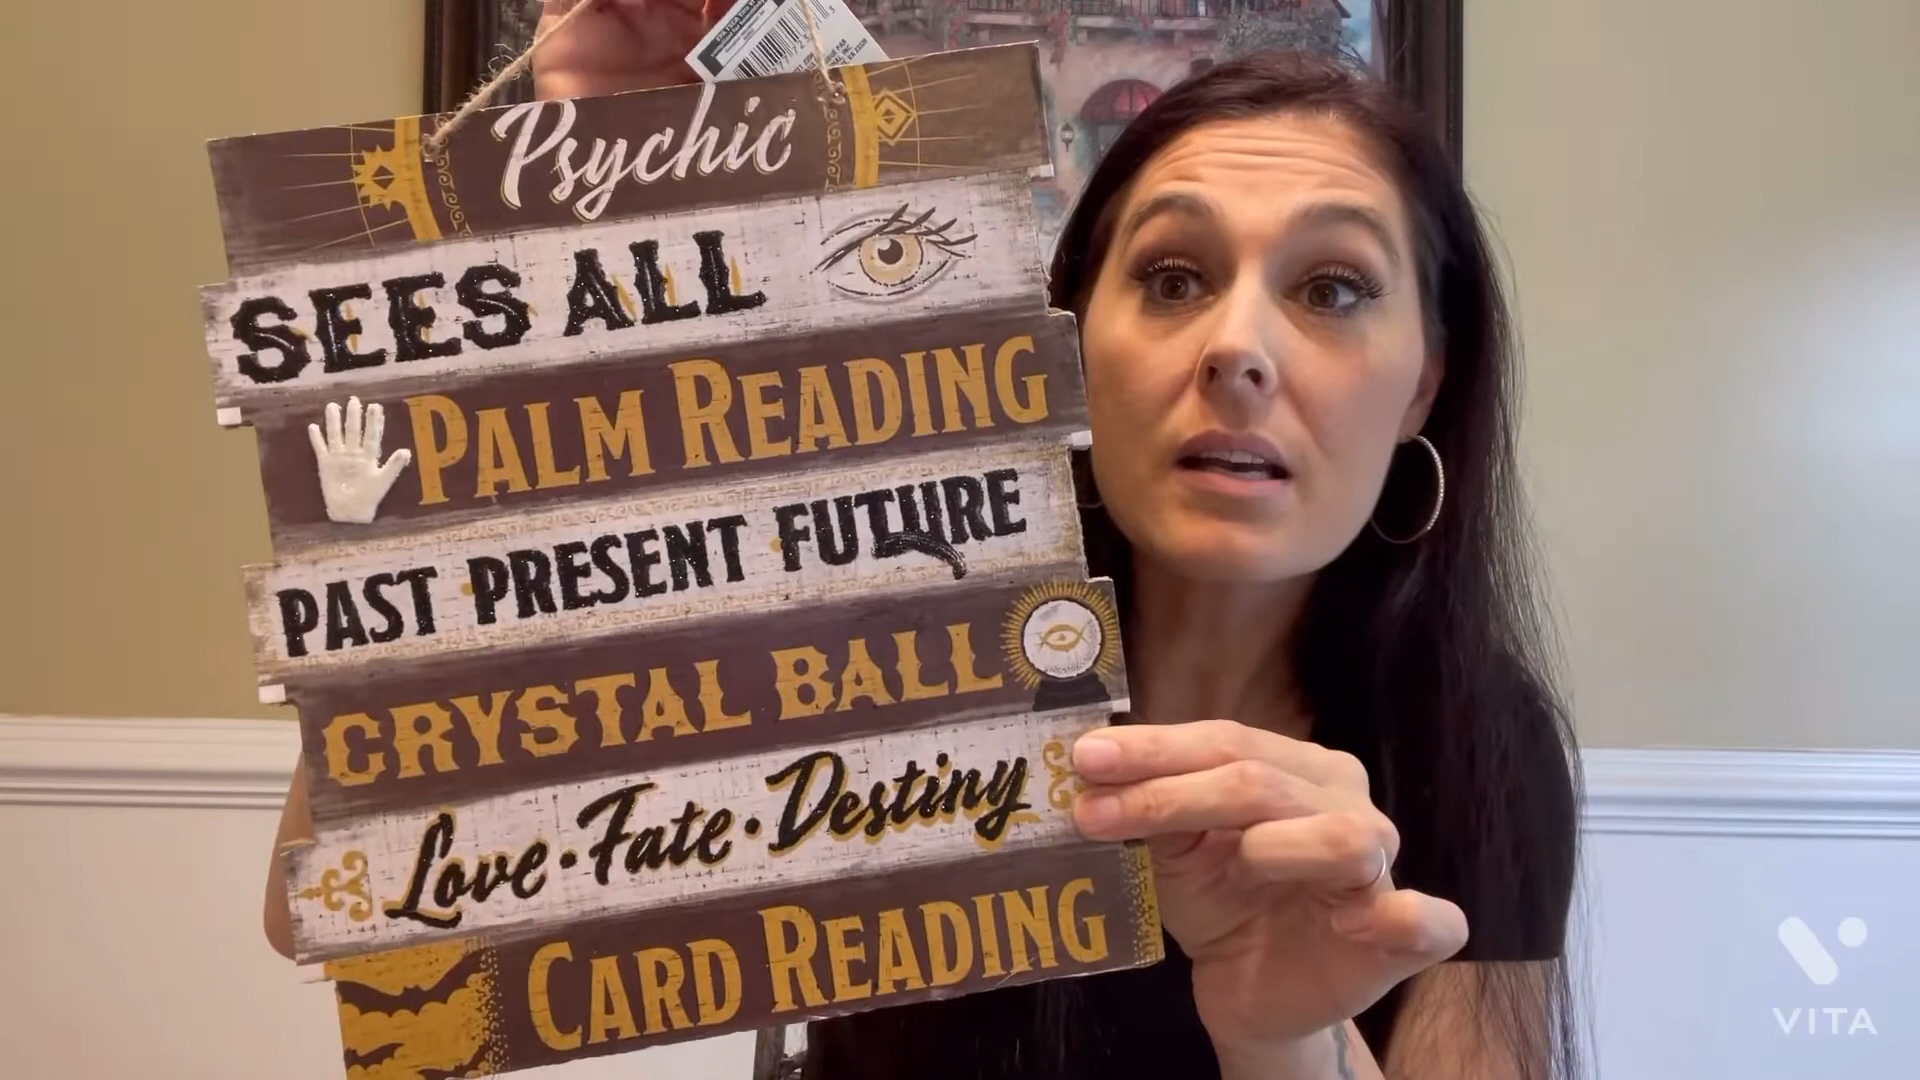 Psychic
SEES ALL
PALM READING
PAST PRESENT FUTURE
CRYSTAL BALL
Love · Fate · Destiny
CARD READING
VITA